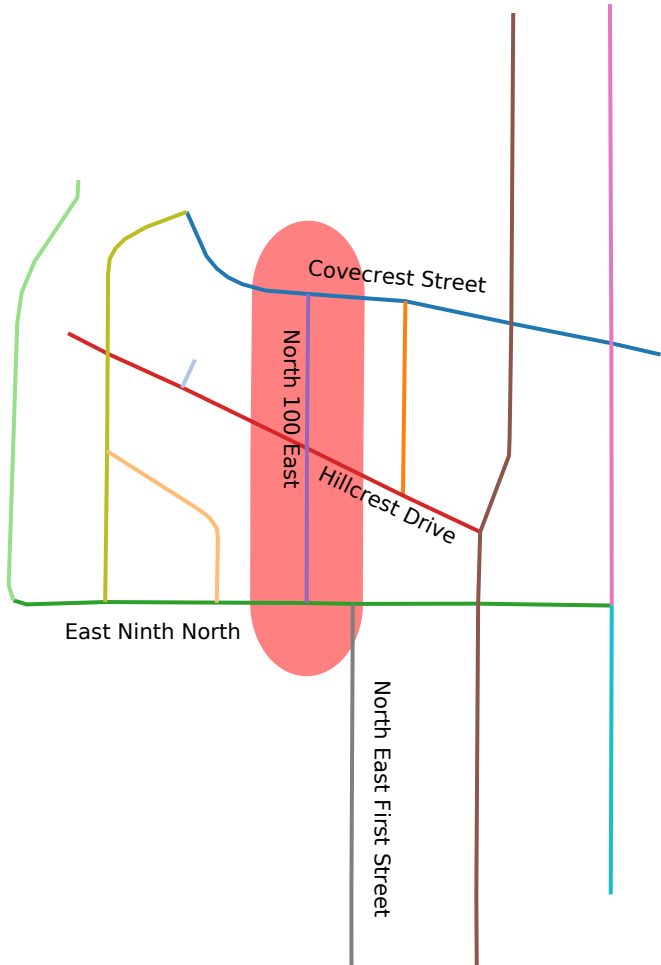 Covecrest Street
North 100 East
Hillcrest Drive
East Ninth North
North East First Street